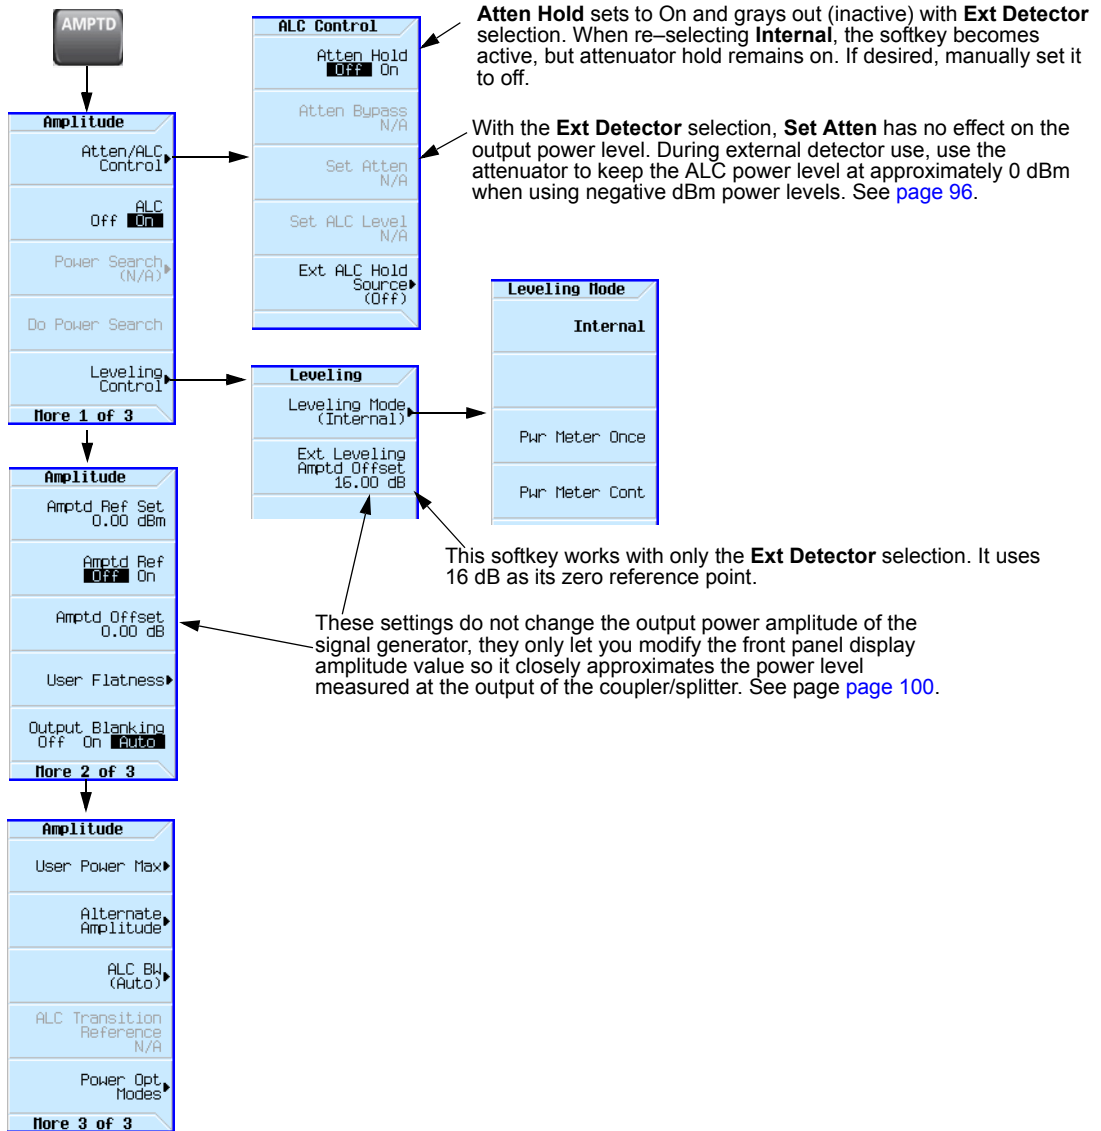 AMPTD
Amplitude
Atten/ALC
Control
ALC
Off On
Power Search
(N/A)
Do Power Search
Leveling
Control
More 1 of 3
ALC Control
Atten Hold
Off On
Atten Bypass
N/A
Set Atten
N/A
Set ALC Level
N/A
Ext ALC Hold
Source
(Off)
Atten Hold sets to On and grays out (inactive) with Ext Detector
selection. When re–selecting Internal, the softkey becomes
active, but attenuator hold remains on. If desired, manually set it
to off.
With the Ext Detector selection, Set Atten has no effect on the
output power level. During external detector use, use the
attenuator to keep the ALC power level at approximately 0 dBm
when using negative dBm power levels. See page 96.
Leveling
Leveling Mode
(Internal)
Ext Leveling
Amptd Offset
16.00 dB
Leveling Mode
Internal
Pwr Meter Once
Pwr Meter Cont
This softkey works with only the Ext Detector selection. It uses
16 dB as its zero reference point.
These settings do not change the output power amplitude of the
signal generator, they only let you modify the front panel display
amplitude value so it closely approximates the power level
measured at the output of the coupler/splitter. See page page 100.
Amplitude
Amptd Ref Set
0.00 dBm
Amptd Ref
Off On
Amptd Offset
0.00 dB
User Flatness
Output Blanking
Off On Auto
More 2 of 3
Amplitude
User Power Max
Alternate
Amplitude
ALC BW
(Auto)
ALC Transition
Reference
N/A
Power Opt
Modes
More 3 of 3